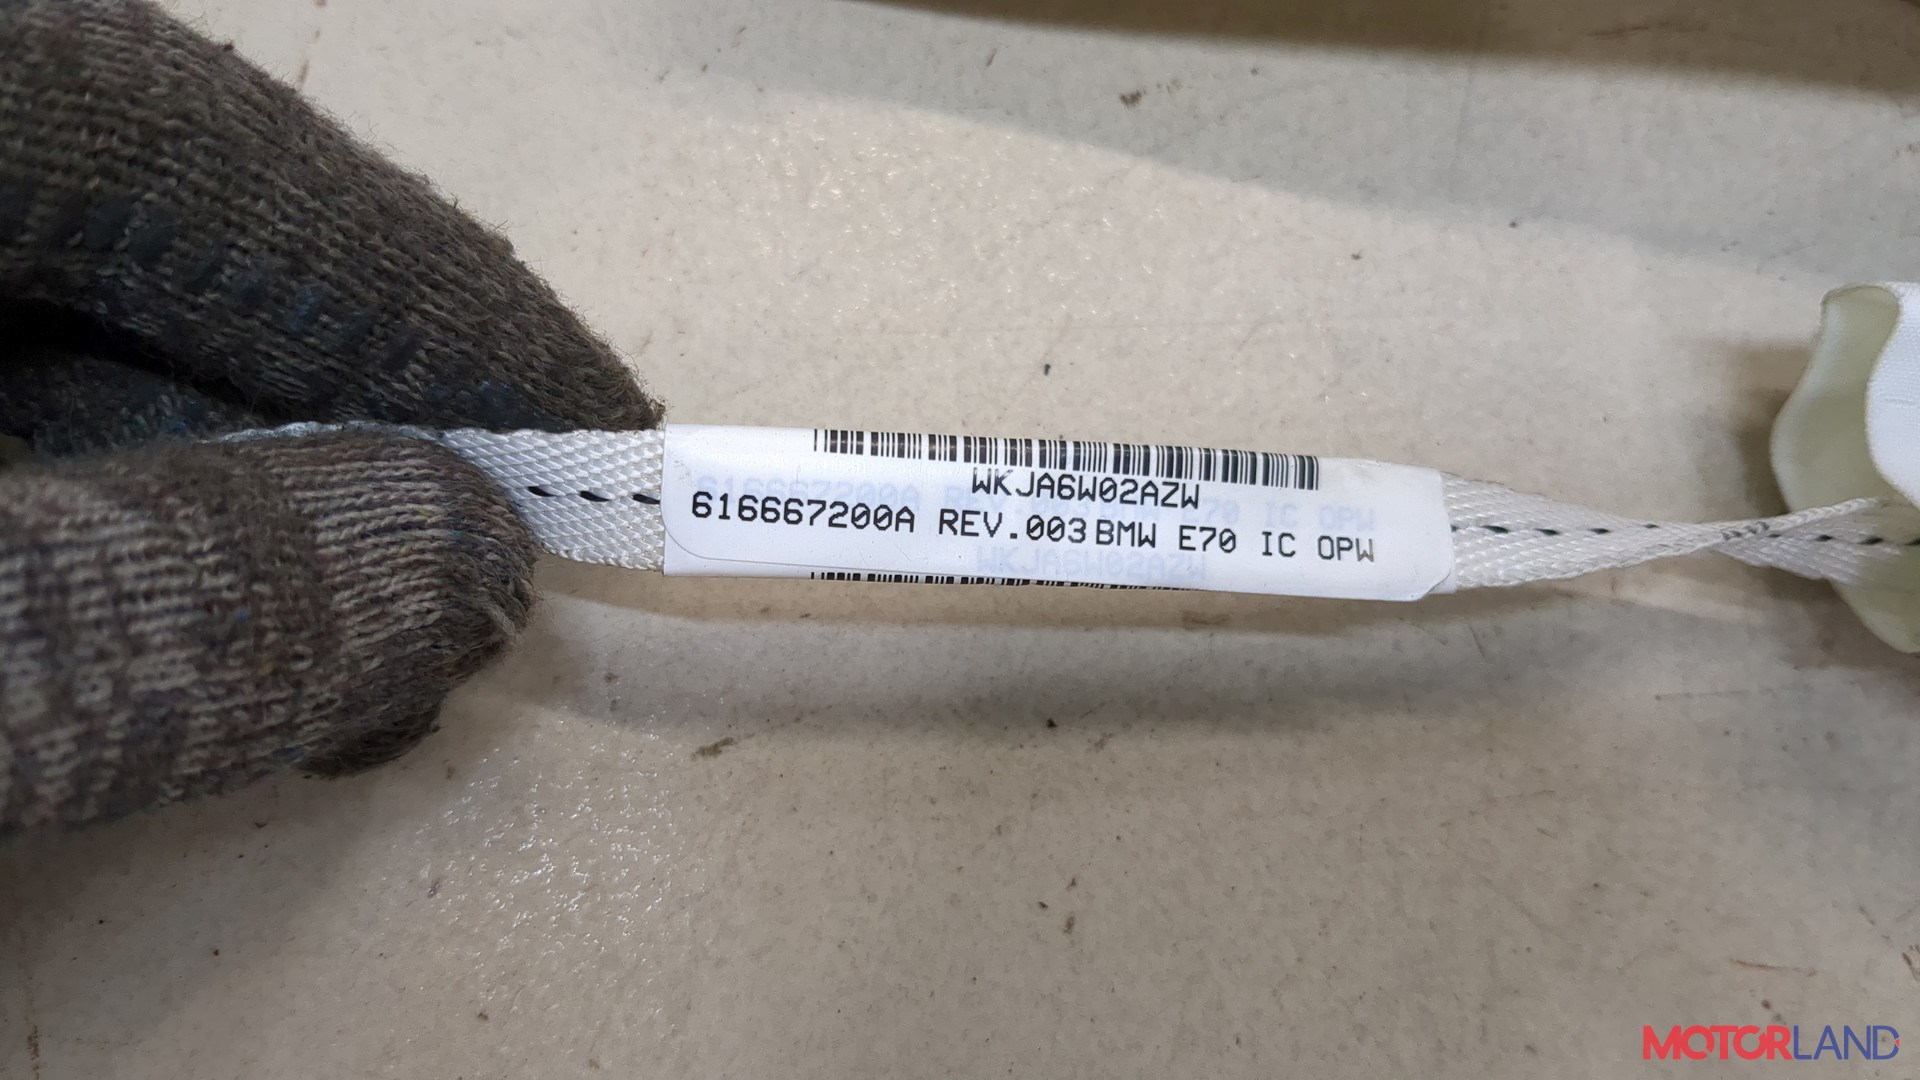 WKJA6W02AZW
616667200A REV.003 BMW E70 IC OPW
MOTORLAND